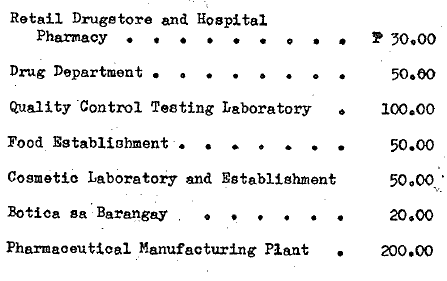 Retail Drugstore and Hospital
Pharmacy . . . . . . . . . ₱ 30.00
Drug Department . . . . . . . . 50.00
Quality Control Testing Laboratory . 100.00
Food Establishment . . . . . . . 50.00
Cosmetic Laboratory and Establishment 50.00
Botica sa Barangay . . . . . . 20.00
Pharmaceutical Manufacturing Plant . 200.00